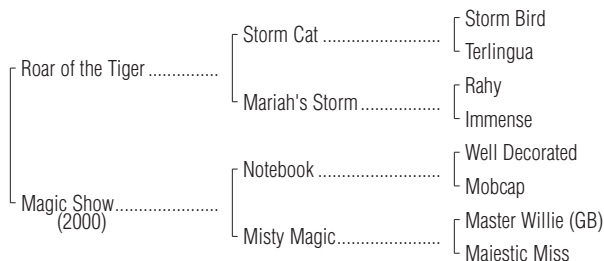 Storm Bird
Storm Cat ........................
Terlingua
Roar of the Tiger ..............
Rahy
Mariah's Storm ................
Immense
Well Decorated
Notebook ........................
Mobcap
Magic Show.....................
(2000)
Master Willie (GB)
Misty Magic.....................
Majestic Miss